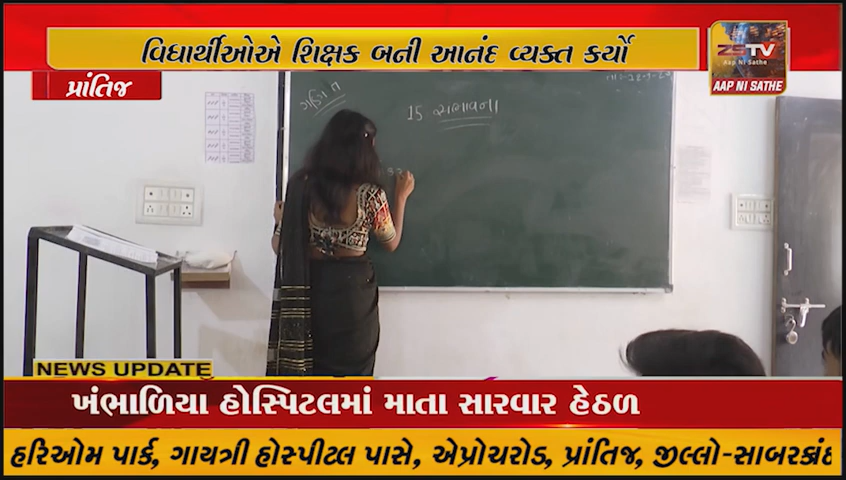 વિદ્યાર્થીઓએ શિક્ષક બની આનંદ વ્યક્ત કર્યો
ZSTV
Aap Ni Sathe
AAP NI SATHE
પ્રાંતિજ
15 સંભાવના
NEWS UPDATE
ખંભાળિયા હોસ્પિટલમાં માતા સારવાર હેઠળ
હરિઓમ પાર્ક, ગાયત્રી હોસ્પીટલ પાસે, એપ્રોચરોડ, પ્રાંતિજ, જીલ્લો-સાબરકાંઠ